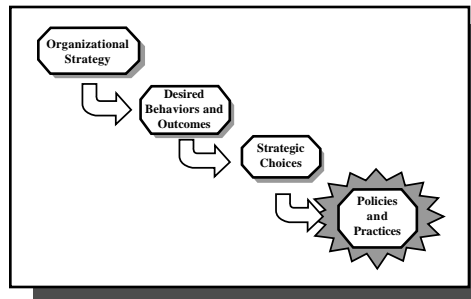 Organizational
Strategy
Desired
Behaviors and
Outcomes
Strategic
Choices
Policies
and
Practices